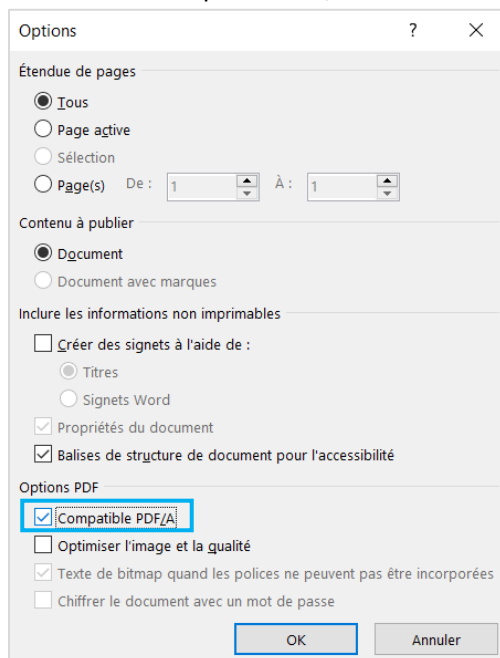 Options ? ×
Étendue de pages
Tous
Page active
Sélection
Page(s) De : 1 À : 1
Contenu à publier
Document
Document avec marques
Inclure les informations non imprimables
Créer des signets à l'aide de :
Titres
Signets Word
Propriétés du document
Balises de structure de document pour l'accessibilité
Options PDF
Compatible PDF/A
Optimiser l'image et la qualité
Texte de bitmap quand les polices ne peuvent pas être incorporées
Chiffrer le document avec un mot de passe
OK Annuler